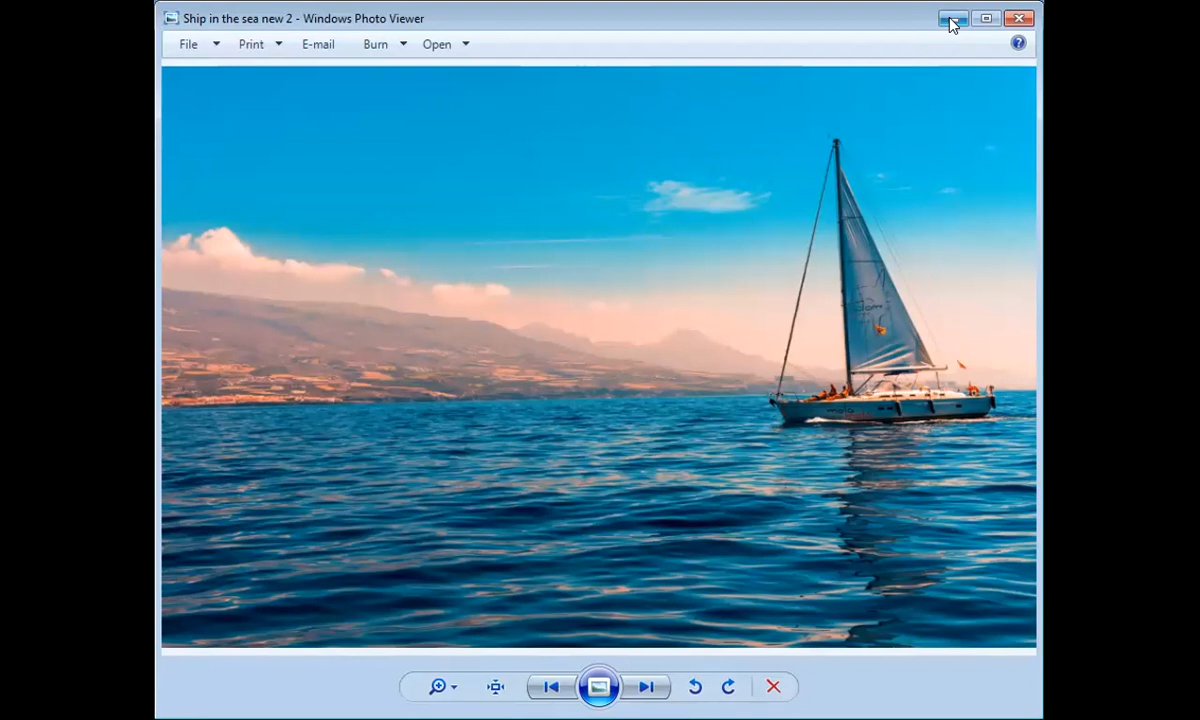 Ship in the sea new 2 - Windows Photo Viewer
File Print E-mail Burn Open